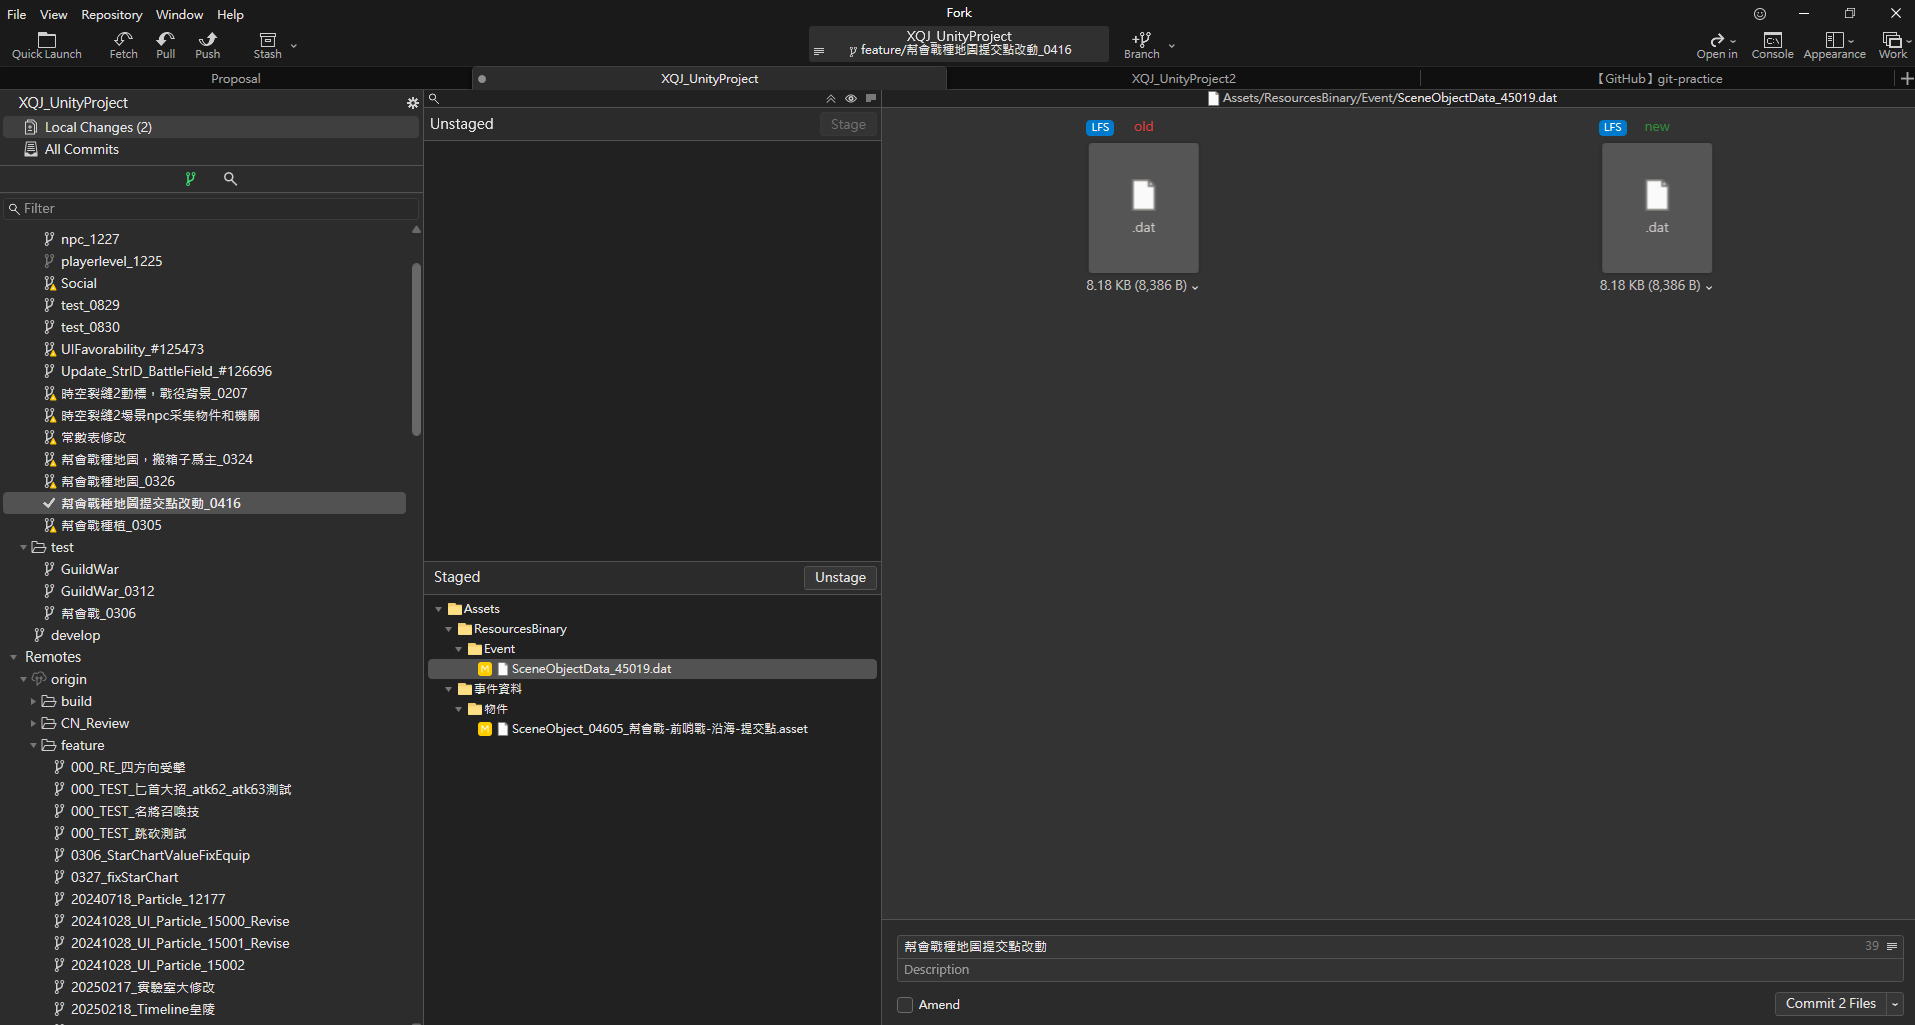 File View Repository Window Help
Fork
Quick Launch
Fetch
Pull
Push
Stash
XQJ_UnityProject
feature/幫會戰種地圖提交點改動_0416
Branch
Open in
Console
Appearance
Work
Proposal
XQJ_UnityProject
XQJ_UnityProject2
【GitHub】git-practice
XQJ_UnityProject
Local Changes (2)
All Commits
Filter
npc_1227
playerlevel_1225
Social
test_0829
test_0830
UIFavorability_#125473
Update_StrID_BattleField_#126696
時空裂縫2動標，戰役背景_0207
時空裂縫2場景npc采集物件和機關
常數表修改
幫會戰種地圖，搬箱子爲主_0324
幫會戰種地圖_0326
幫會戰種地圖提交點改動_0416
幫會戰種植_0305
test
GuildWar
GuildWar_0312
幫會戰_0306
develop
Remotes
origin
build
CN_Review
feature
000_RE_四方向受擊
000_TEST_匕首大招_atk62_atk63測試
000_TEST_名將召喚技
000_TEST_跳砍測試
0306_StarChartValueFixEquip
0327_fixStarChart
20240718_Particle_12177
20241028_UI_Particle_15000_Revise
20241028_UI_Particle_15001_Revise
20241028_UI_Particle_15002
20250217_實驗室大修改
20250218_Timeline皇陵
Unstaged
Stage
Staged
Unstage
Assets
ResourcesBinary
Event
M SceneObjectData_45019.dat
事件資料
物件
M SceneObject_04605_幫會戰-前哨戰-沿海-提交點.asset
Assets/ResourcesBinary/Event/SceneObjectData_45019.dat
LFS old
.dat
8.18 KB (8,386 B)
LFS new
.dat
8.18 KB (8,386 B)
幫會戰種地圖提交點改動
39
Description
Amend
Commit 2 Files